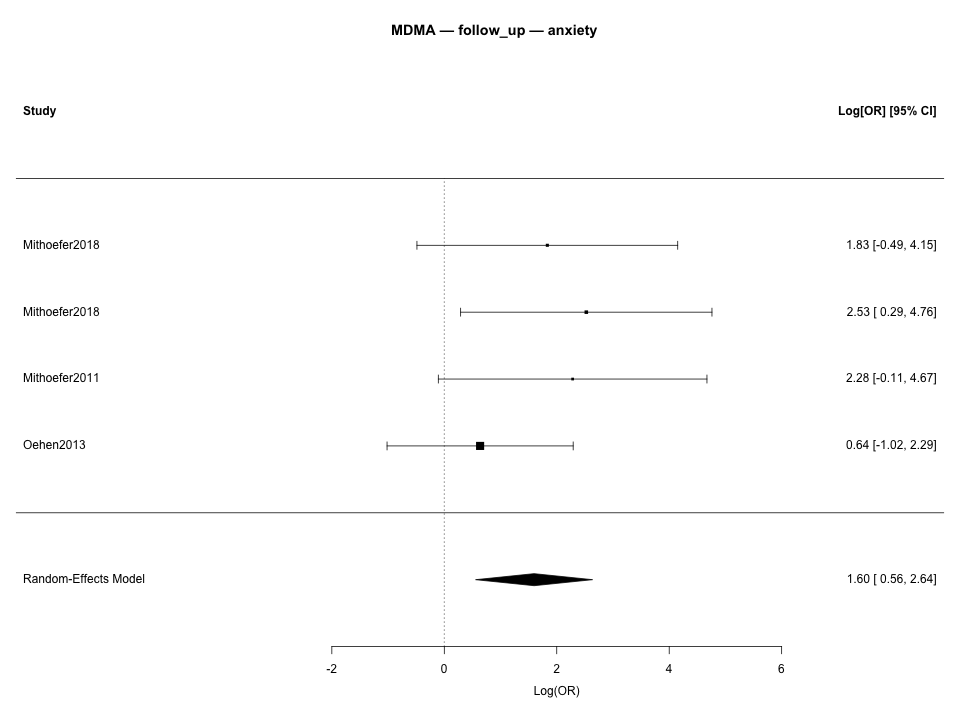 MDMA — follow_up — anxiety
Study Log[OR] [95% CI]
Mithoefer2018 1.83 [-0.49, 4.15]
Mithoefer2018 2.53 [ 0.29, 4.76]
Mithoefer2011 2.28 [-0.11, 4.67]
Oehen2013 0.64 [-1.02, 2.29]
Random-Effects Model 1.60 [ 0.56, 2.64]
-2 0 2 4 6
Log(OR)